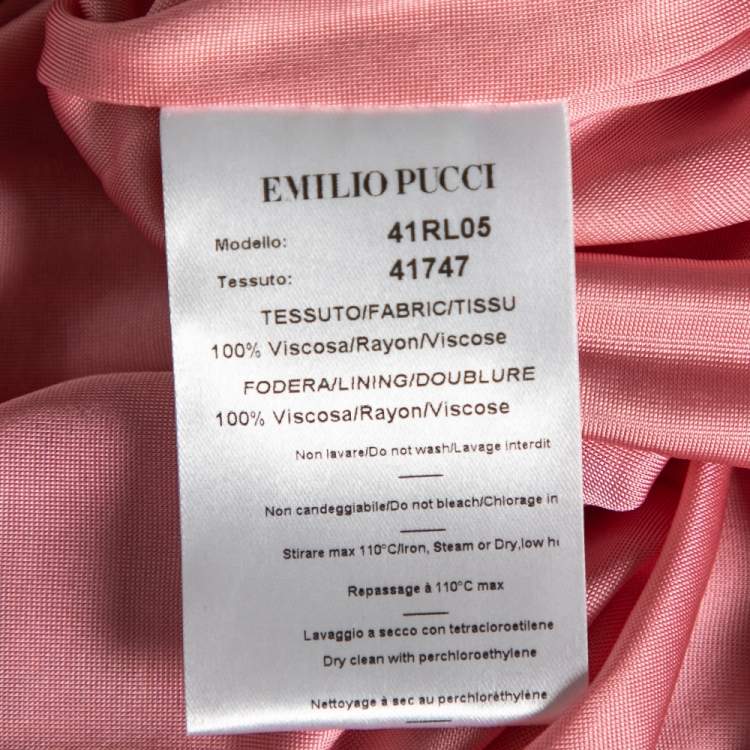 EMILIO PUCCI
Modello: 41RL05
Tessuto: 41747
TESSUTO/FABRIC/TISSU
100% Viscosa/Rayon/Viscose
FODERA/LINING/DOUBLURE
100% Viscosa/Rayon/Viscose
Non lavare/Do not wash/Lavage interdit
Non candeggiabile/Do not bleach/Chlorage in
Stirare max 110°C/Iron, Steam or Dry,low
Repassage à 110°C max
Lavaggio a secco con tetracloroetilene
Dry clean with perchloroethylene
Nettoyage à sec au perchloréthylène